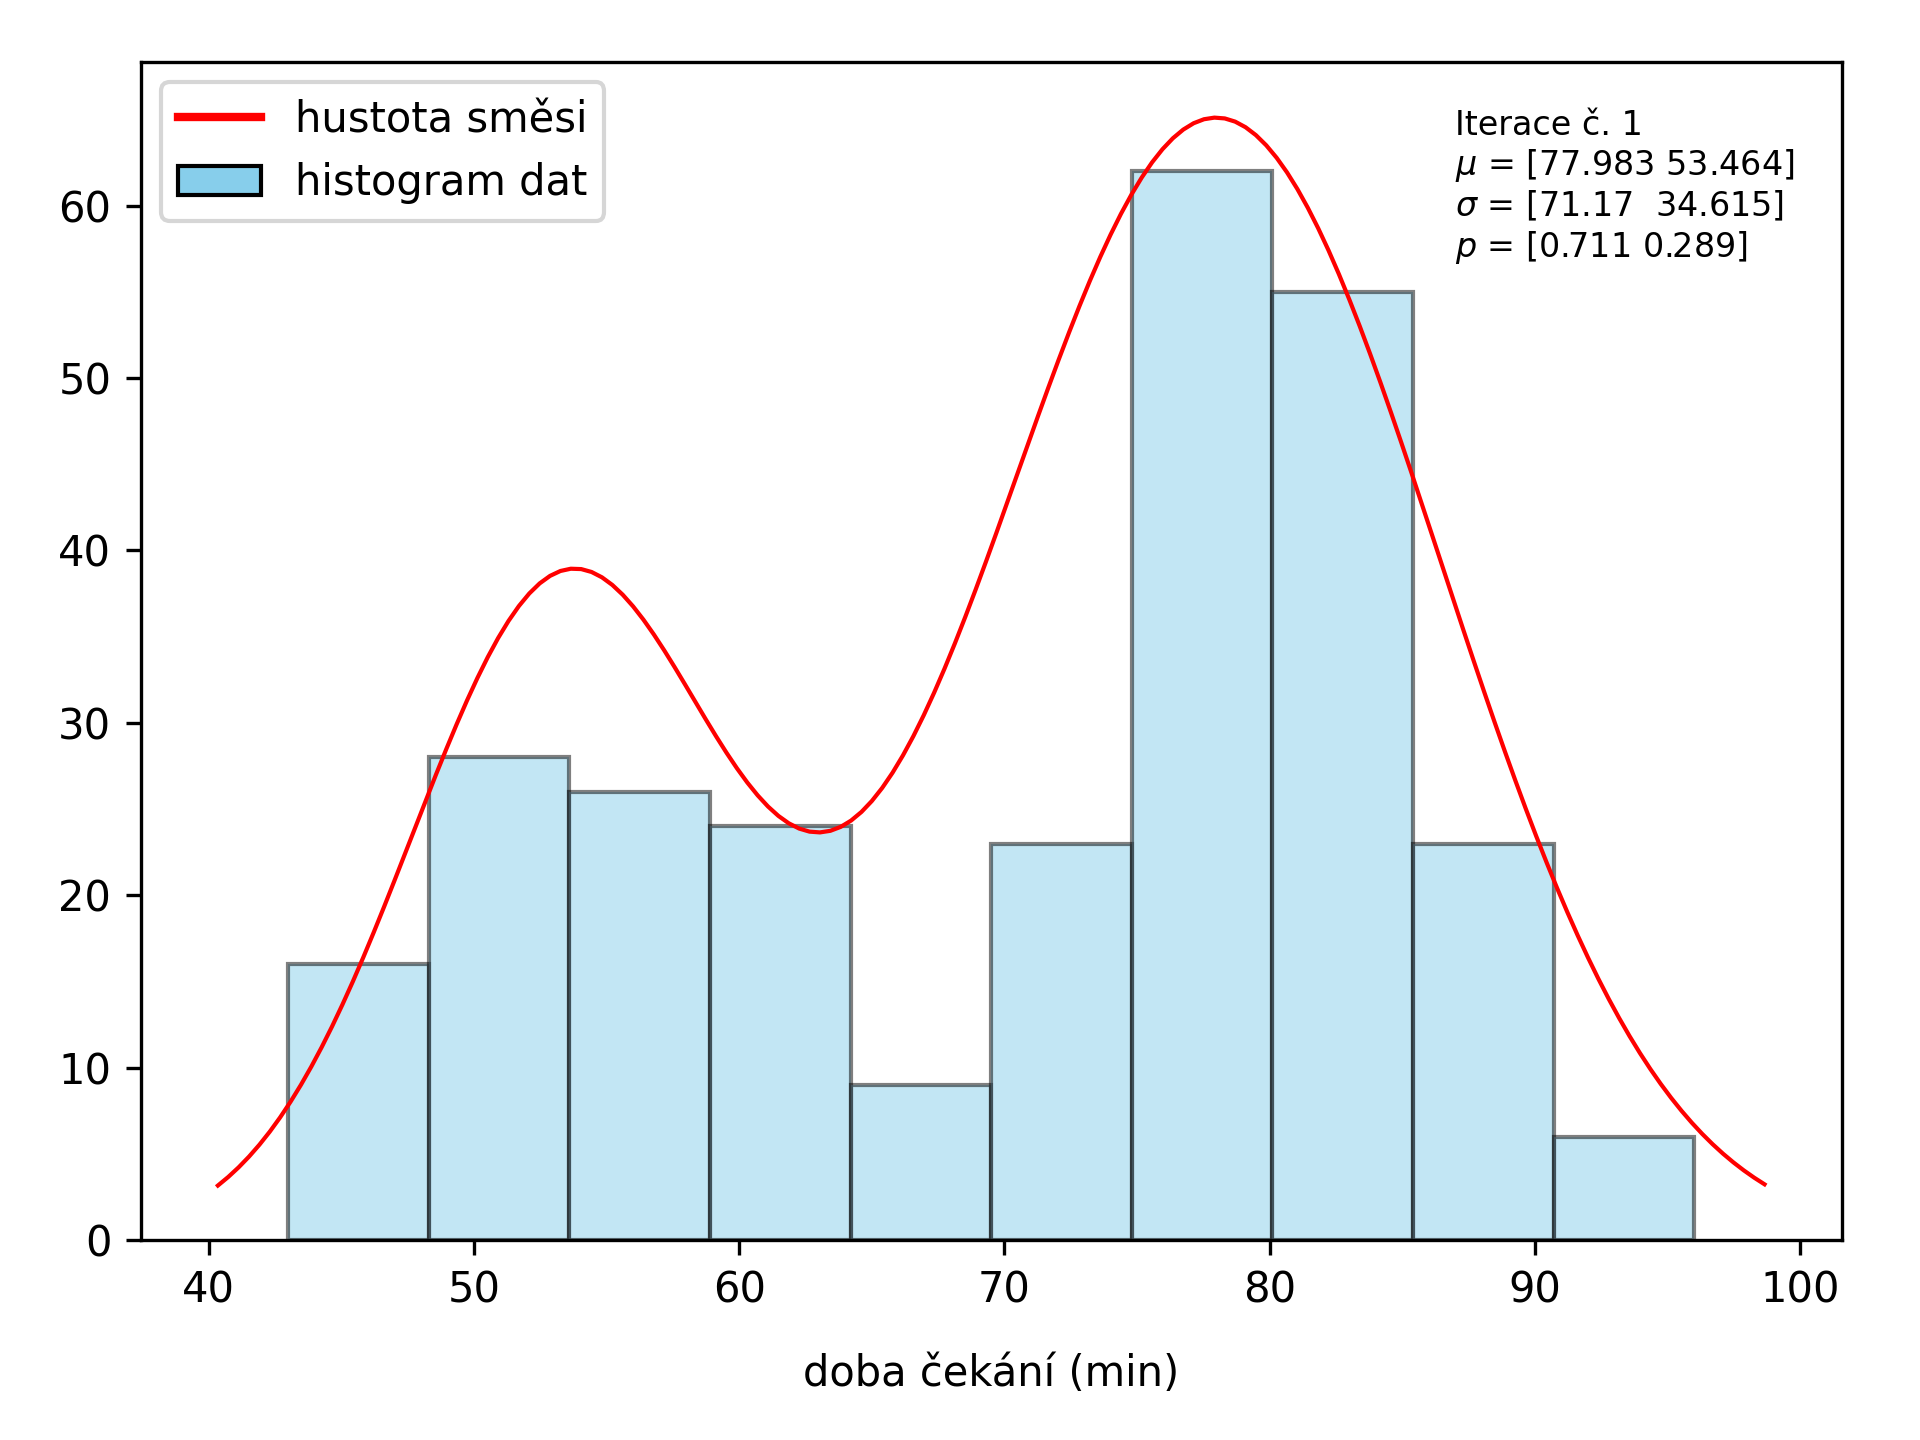 hustota směsi
histogram dat
Iterace č. 1
μ = [77.983 53.464]
σ = [71.17  34.615]
p = [0.711 0.289]
60
50
40
30
20
10
0
40 50 60 70 80 90 100
doba čekání (min)